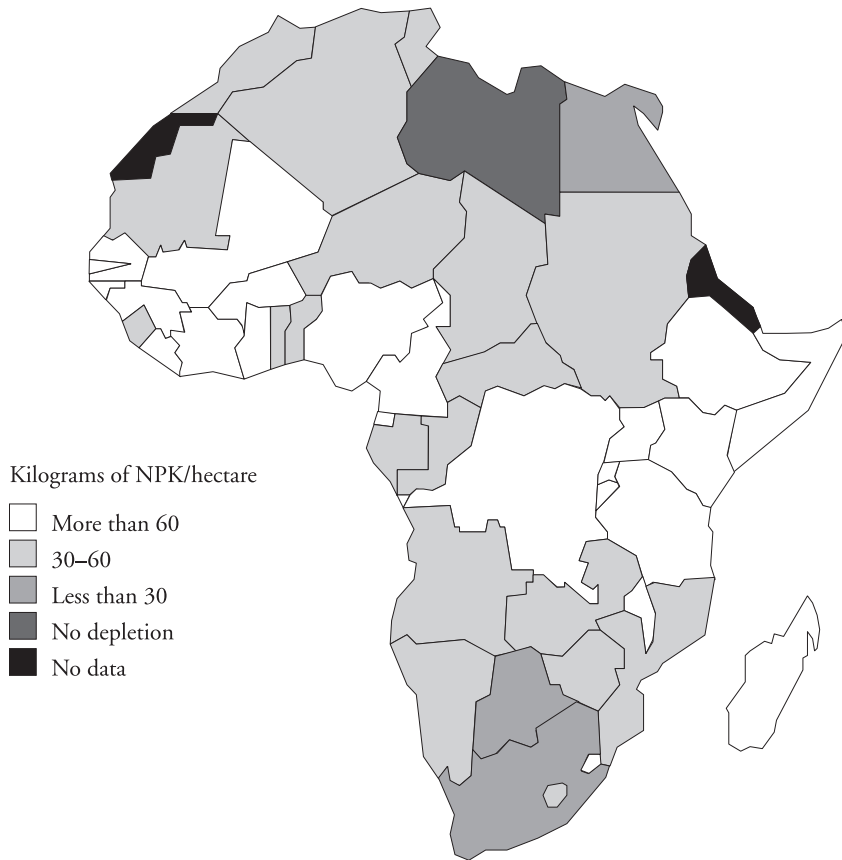 Kilograms of NPK/hectare
More than 60
30–60
Less than 30
No depletion
No data